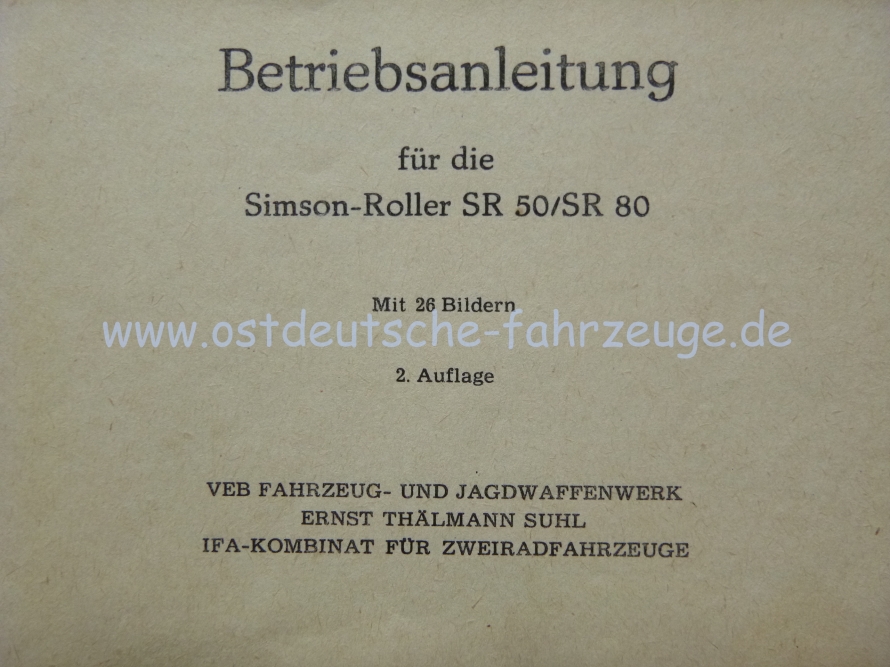 Betriebsanleitung
für die
Simson-Roller SR 50/SR 80
Mit 26 Bildern
www.ostdeutsche-fahrzeuge.de
2. Auflage
VEB FAHRZEUG- UND JAGDWAFFENWERK
ERNST THÄLMANN SUHL
IFA-KOMBINAT FÜR ZWEIRADFAHRZEUGE